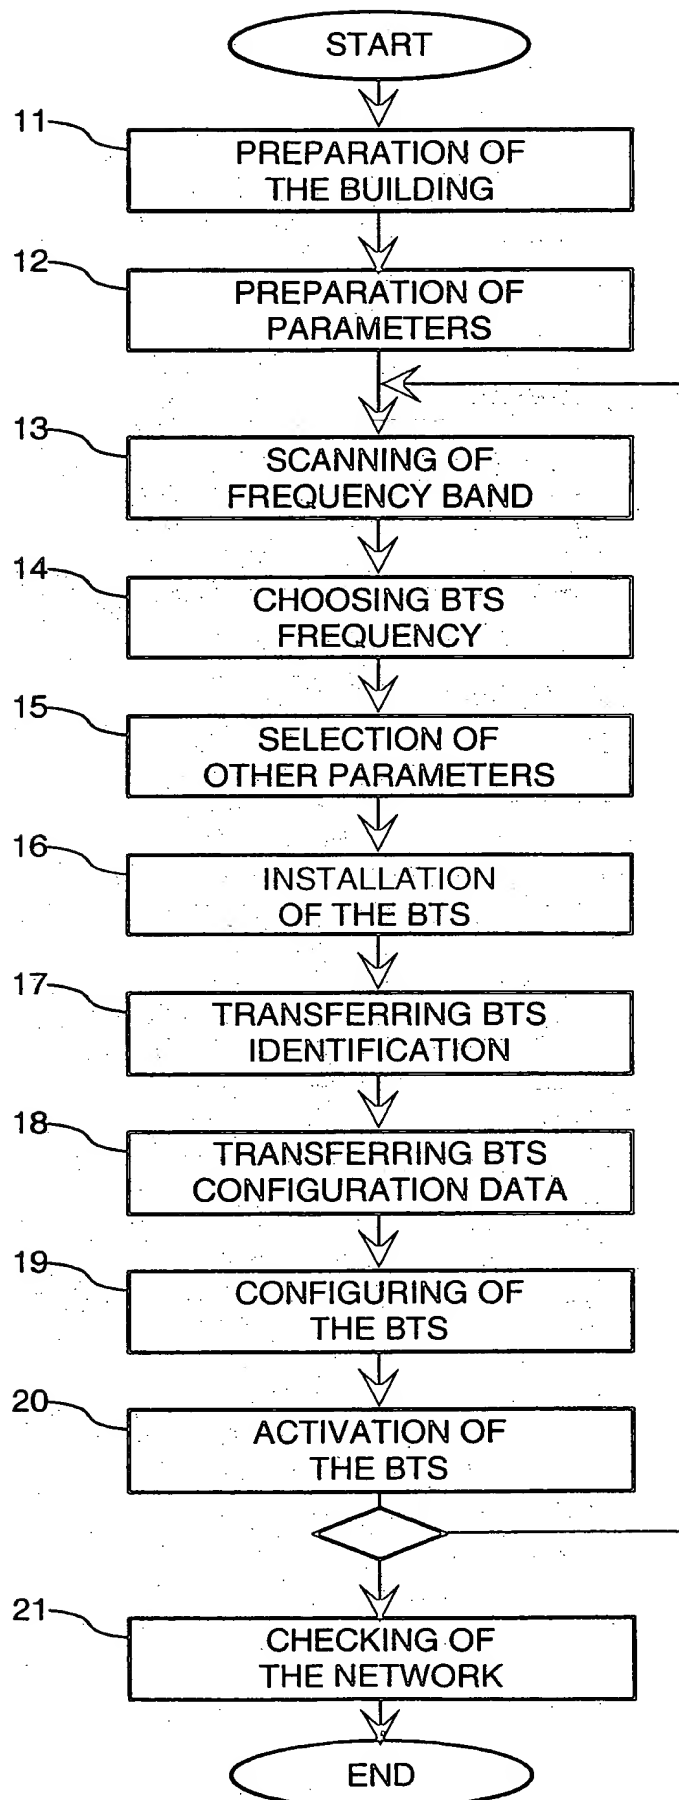 START
11
PREPARATION OF
THE BUILDING
12
PREPARATION OF
PARAMETERS
13
SCANNING OF
FREQUENCY BAND
14
CHOOSING BTS
FREQUENCY
15
SELECTION OF
OTHER PARAMETERS
16
INSTALLATION
OF THE BTS
17
TRANSFERRING BTS
IDENTIFICATION
18
TRANSFERRING BTS
CONFIGURATION DATA
19
CONFIGURING OF
THE BTS
20
ACTIVATION OF
THE BTS
21
CHECKING OF
THE NETWORK
END